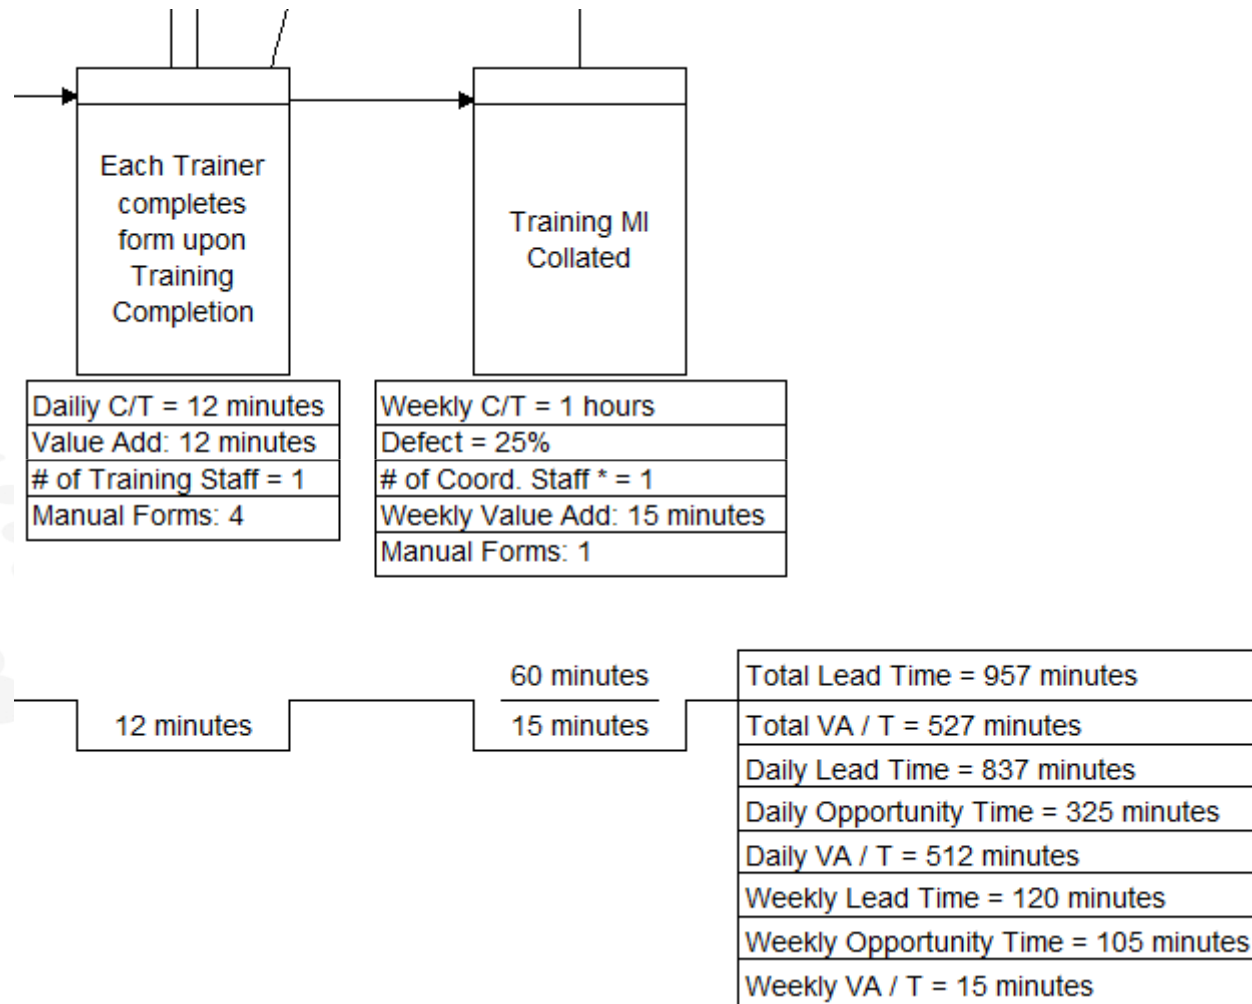 Each Trainer
completes
form upon
Training
Completion
Training MI
Collated
Dailiy C/T = 12 minutes
Value Add: 12 minutes
# of Training Staff = 1
Manual Forms: 4
Weekly C/T = 1 hours
Defect = 25%
# of Coord. Staff * = 1
Weekly Value Add: 15 minutes
Manual Forms: 1
12 minutes
60 minutes
15 minutes
Total Lead Time = 957 minutes
Total VA / T = 527 minutes
Daily Lead Time = 837 minutes
Daily Opportunity Time = 325 minutes
Daily VA / T = 512 minutes
Weekly Lead Time = 120 minutes
Weekly Opportunity Time = 105 minutes
Weekly VA / T = 15 minutes